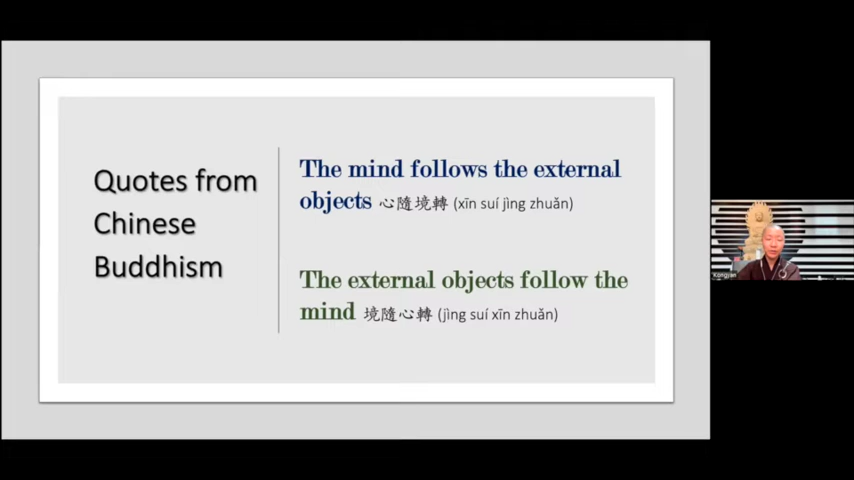 Quotes from
Chinese
Buddhism
The mind follows the external
objects 心隨境轉 (xīn suí jìng zhuǎn)
The external objects follow the
mind 境隨心轉 (jìng suí xīn zhuǎn)
Kongyan